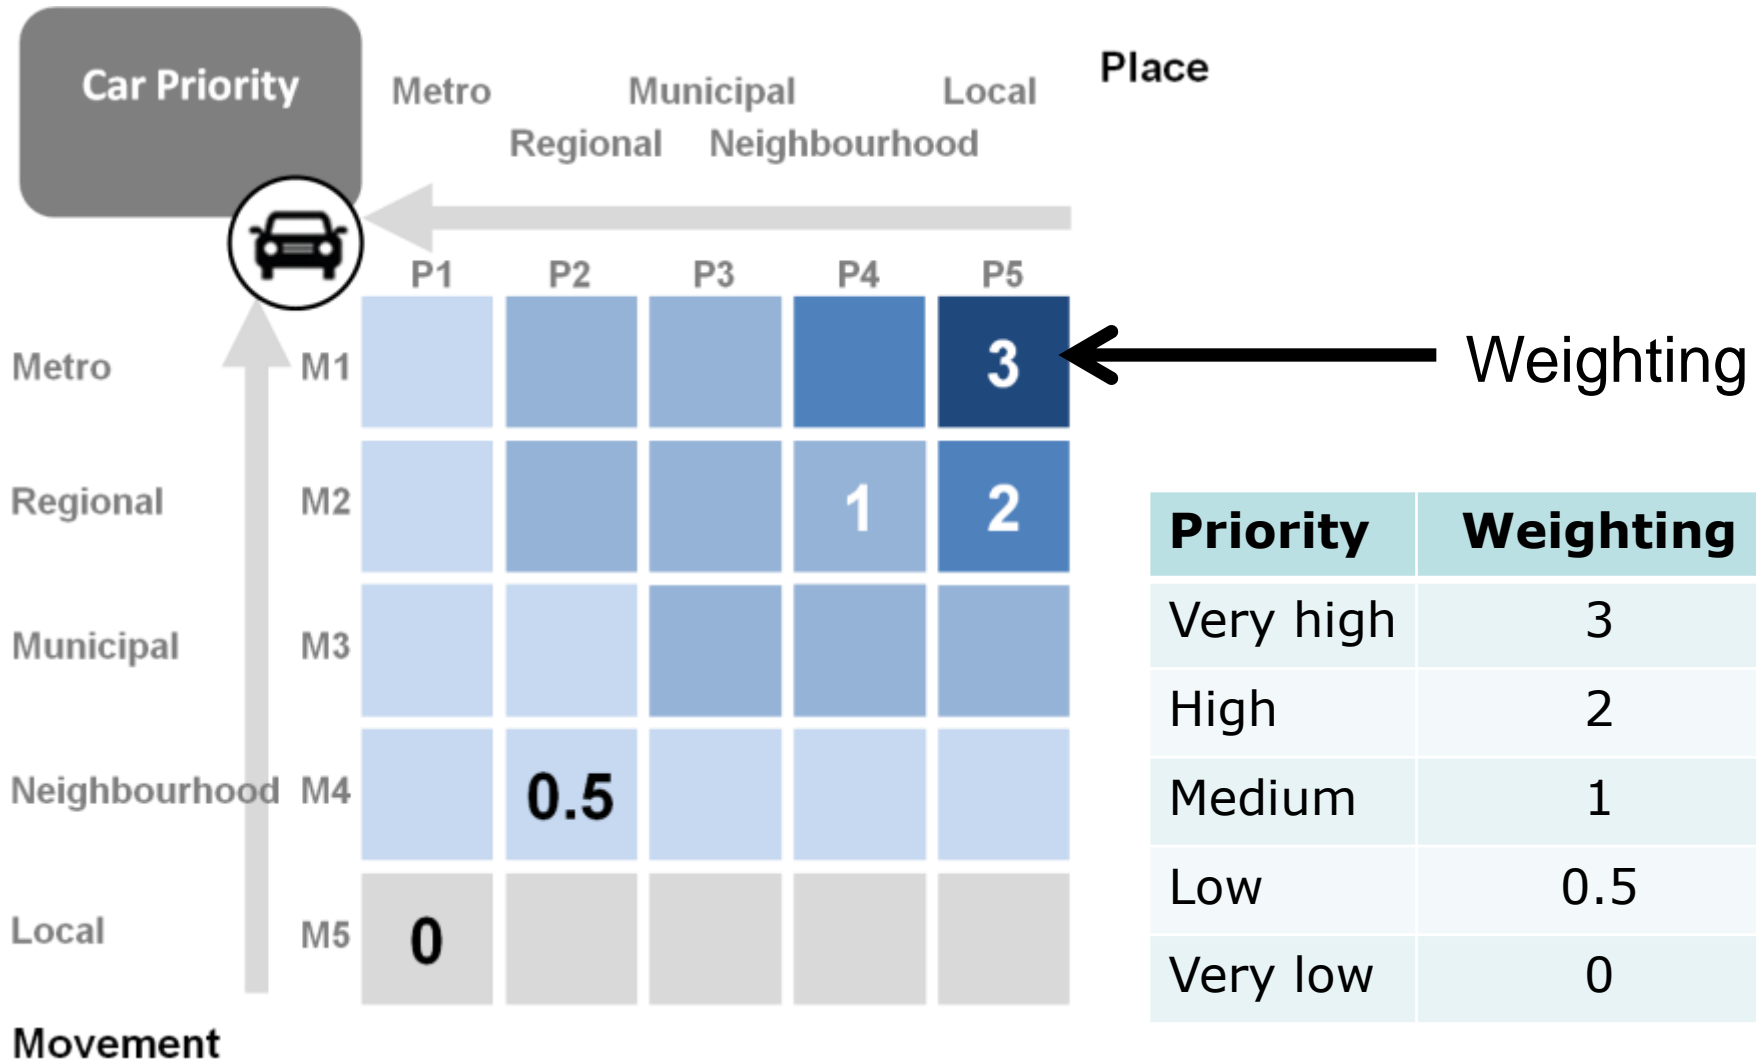 Car Priority
Place
Metro Municipal Local
Regional Neighbourhood
P1 P2 P3 P4 P5
Metro M1 3
Weighting
Regional M2 1 2
Municipal M3
Neighbourhood M4 0.5
Local M5 0
Movement
Priority Weighting
Very high 3
High 2
Medium 1
Low 0.5
Very low 0